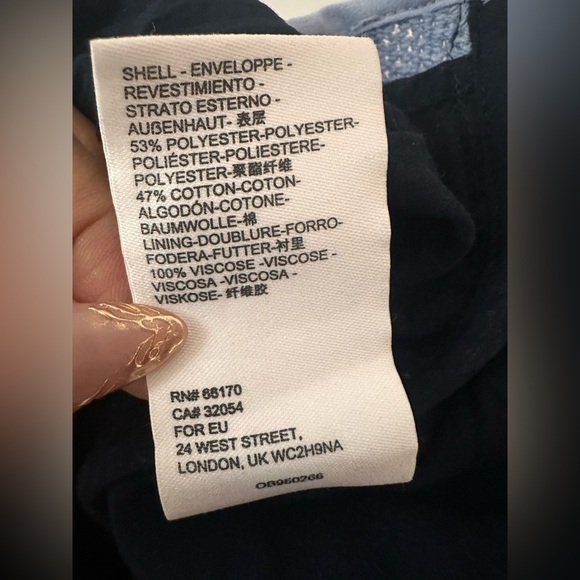 SHELL - ENVELOPPE -
REVESTIMIENTO -
STRATO ESTERNO -
AUßENHAUT- 表层
53% POLYESTER-POLYESTER-
POLIÉSTER-POLIESTERE-
POLYESTER-聚酯纤维
47% COTTON-COTON-
ALGODÓN-COTONE-
BAUMWOLLE-棉
LINING-DOUBLURE-FORRO-
FODERA-FUTTER-衬里
100% VISCOSE -VISCOSE -
VISCOSA -VISCOSA -
VISKOSE- 纤维胶
RN# 66170
CA# 32054
FOR EU
24 WEST STREET,
LONDON, UK WC2H9NA
OB960266